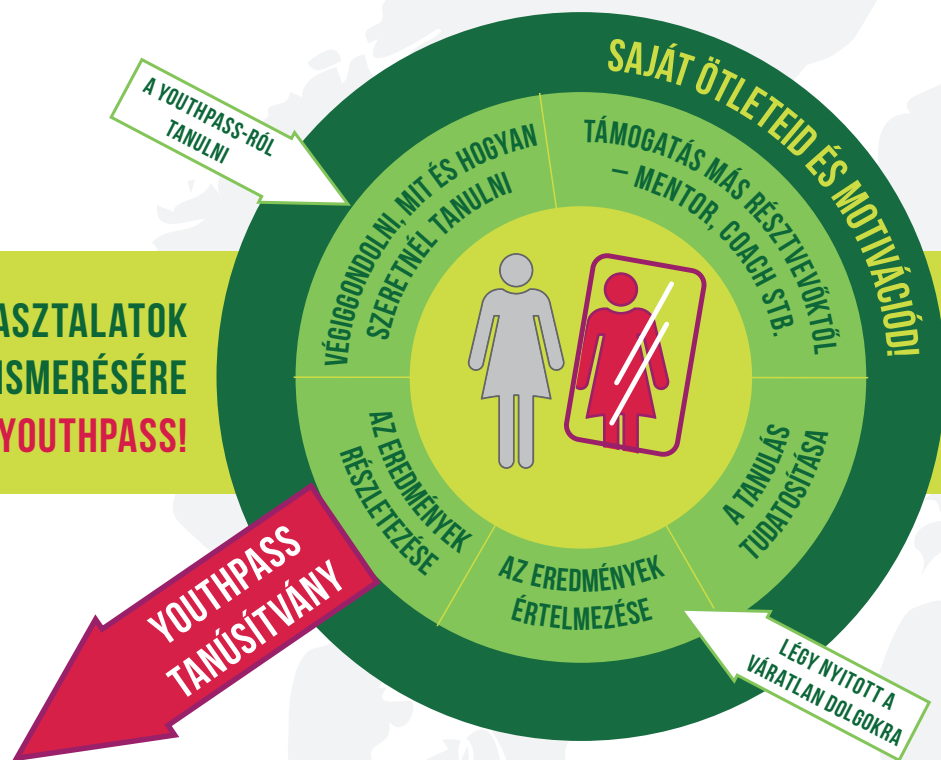 A YOUTHPASS-RÓL
TANULNI
SAJÁT ÖTLETEID ÉS MOTIVÁCIÓD!
VÉGIGGONDOLNI, MIT ÉS HOGYAN
SZERETNÉL TANULNI
TÁMOGATÁS MÁS RÉSZTVEVŐKTŐL
– MENTOR, COACH STB.
ASZTALATOK
ISMERÉSÉRE
YOUTHPASS!
A TANULÁS
TUDATOSÍTÁSA
AZ EREDMÉNYEK
ÉRTELMEZÉSE
AZ EREDMÉNYEK
RÉSZLETEZÉSE
YOUTHPASS
TANÚSÍTVÁNY
LÉGY NYITOTT A
VÁRATLAN DOLGOKRA